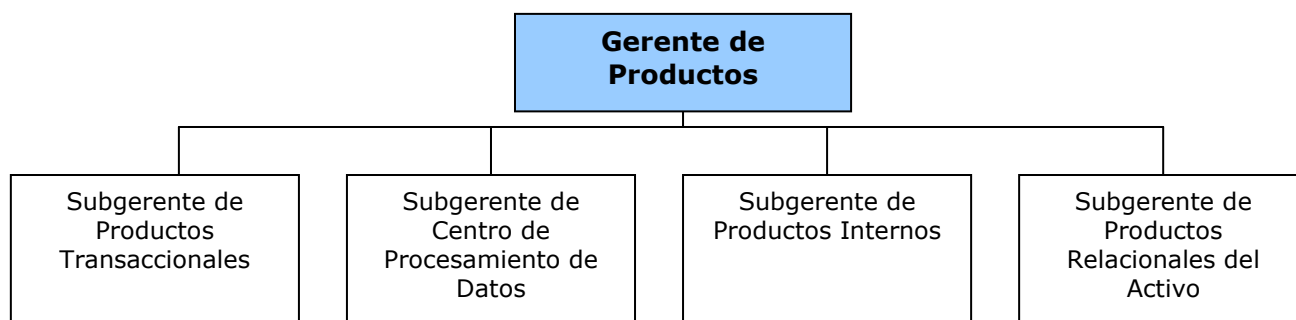 Gerente de
Productos
Subgerente de
Productos
Transaccionales
Subgerente de
Centro de
Procesamiento de
Datos
Subgerente de
Productos Internos
Subgerente de
Productos
Relacionales del
Activo